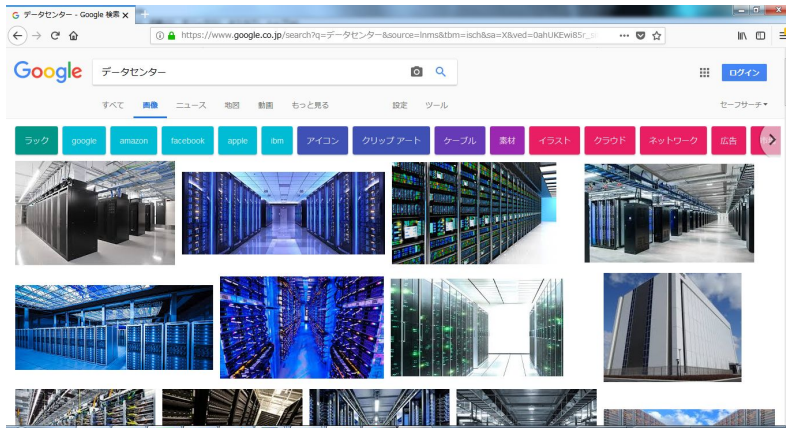 データセンター - Google 検索
https://www.google.co.jp/search?q=データセンター&source=lnms&tbm=isch&sa=X&ved=0ahUKEwi85r_s
Google
データセンター
ログイン
すべて 画像 ニュース 地図 動画 もっと見る 設定 ツール
セーフサーチ
ラック google amazon facebook apple ibm アイコン クリップ アート ケーブル 素材 イラスト クラウド ネットワーク 広告